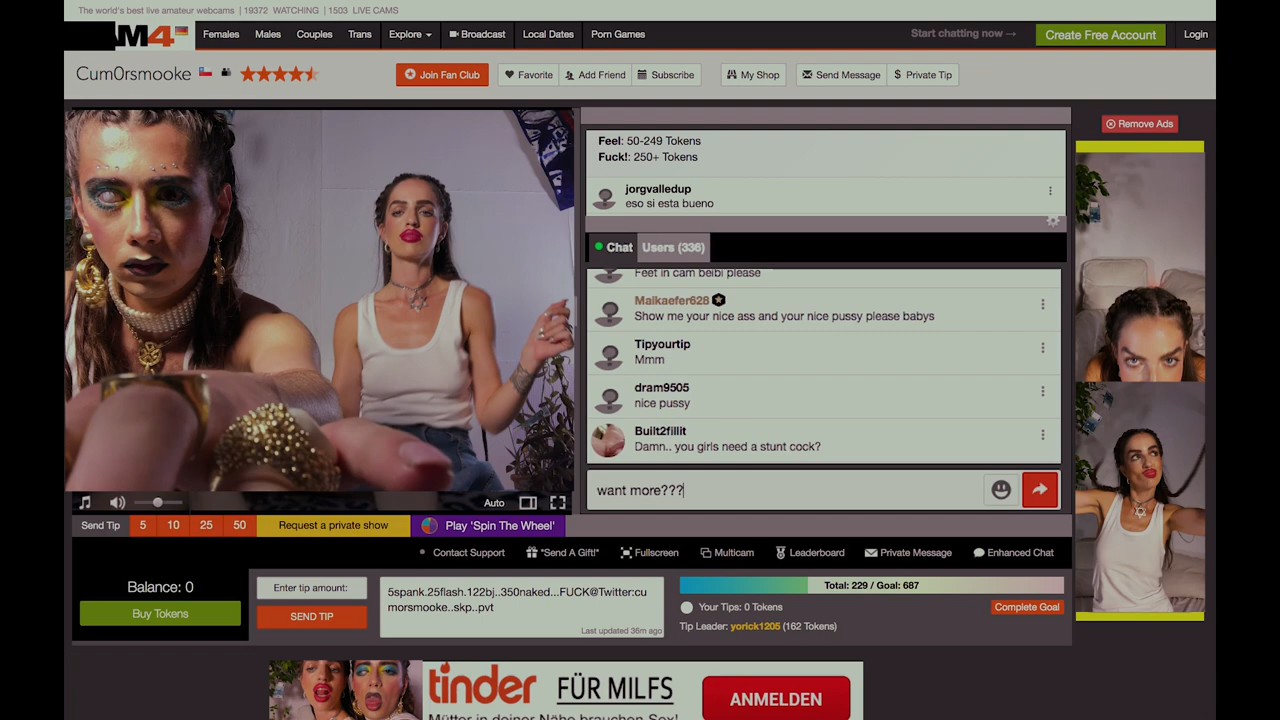 The world's best live amateur webcams | 19372 WATCHING | 1503 LIVE CAMS
AM4
Females Males Couples Trans Explore Broadcast Local Dates Porn Games
Start chatting now → Create Free Account Login
Cum0rsmooke
Join Fan Club Favorite Add Friend Subscribe My Shop Send Message $ Private Tip
Remove Ads
Feel: 50-249 Tokens
Fuck!: 250+ Tokens
jorgvalledup
eso si esta bueno
Chat Users (336)
Feet in cam beibi please
Maikaefer628
Show me your nice ass and your nice pussy please babys
Tipyourtip
Mmm
dram9505
nice pussy
Built2fillit
Damn.. you girls need a stunt cock?
want more???
Auto
Send Tip 5 10 25 50 Request a private show Play 'Spin The Wheel'
Contact Support *Send A Gift!* Fullscreen Multicam Leaderboard Private Message Enhanced Chat
Balance: 0
Buy Tokens
Enter tip amount:
SEND TIP
5spank.25flash.122bj..350naked...FUCK@Twitter:cu
morsmooke..skp..pvt
Last updated 36m ago
Total: 229 / Goal: 687
Your Tips: 0 Tokens Complete Goal
Tip Leader: yorick1205 (162 Tokens)
tinder FÜR MILFS
Mütter in deiner Nähe brauchen Sex!
ANMELDEN